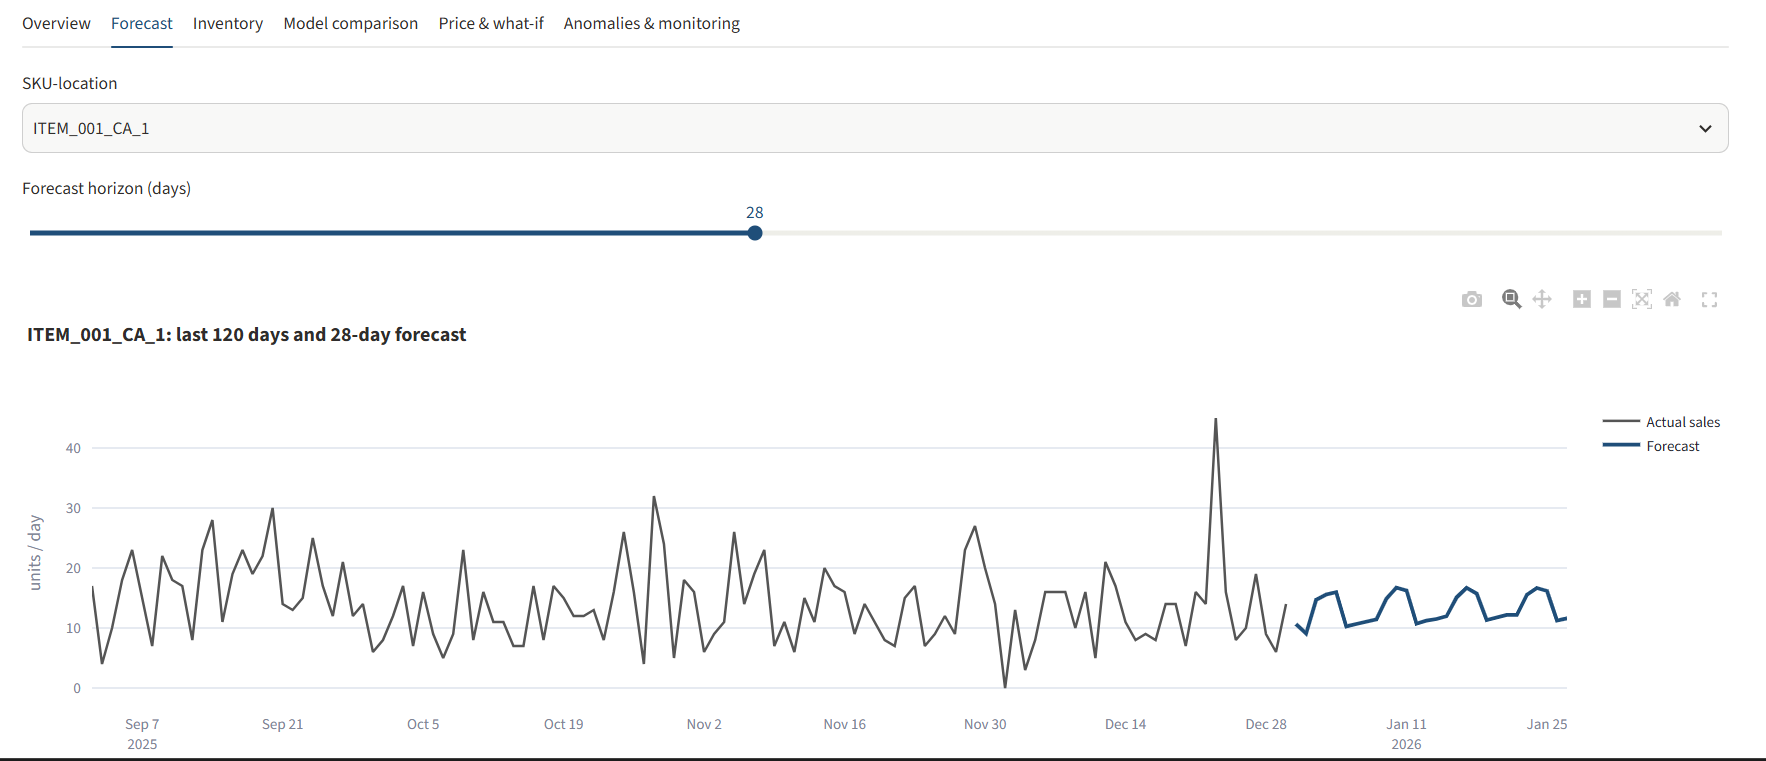 Overview Forecast Inventory Model comparison Price & what-if Anomalies & monitoring
SKU-location
ITEM_001_CA_1
Forecast horizon (days)
28
ITEM_001_CA_1: last 120 days and 28-day forecast
Actual sales
Forecast
units / day
40
30
20
10
0
Sep 7 Sep 21 Oct 5 Oct 19 Nov 2 Nov 16 Nov 30 Dec 14 Dec 28 Jan 11 Jan 25
2025 2026